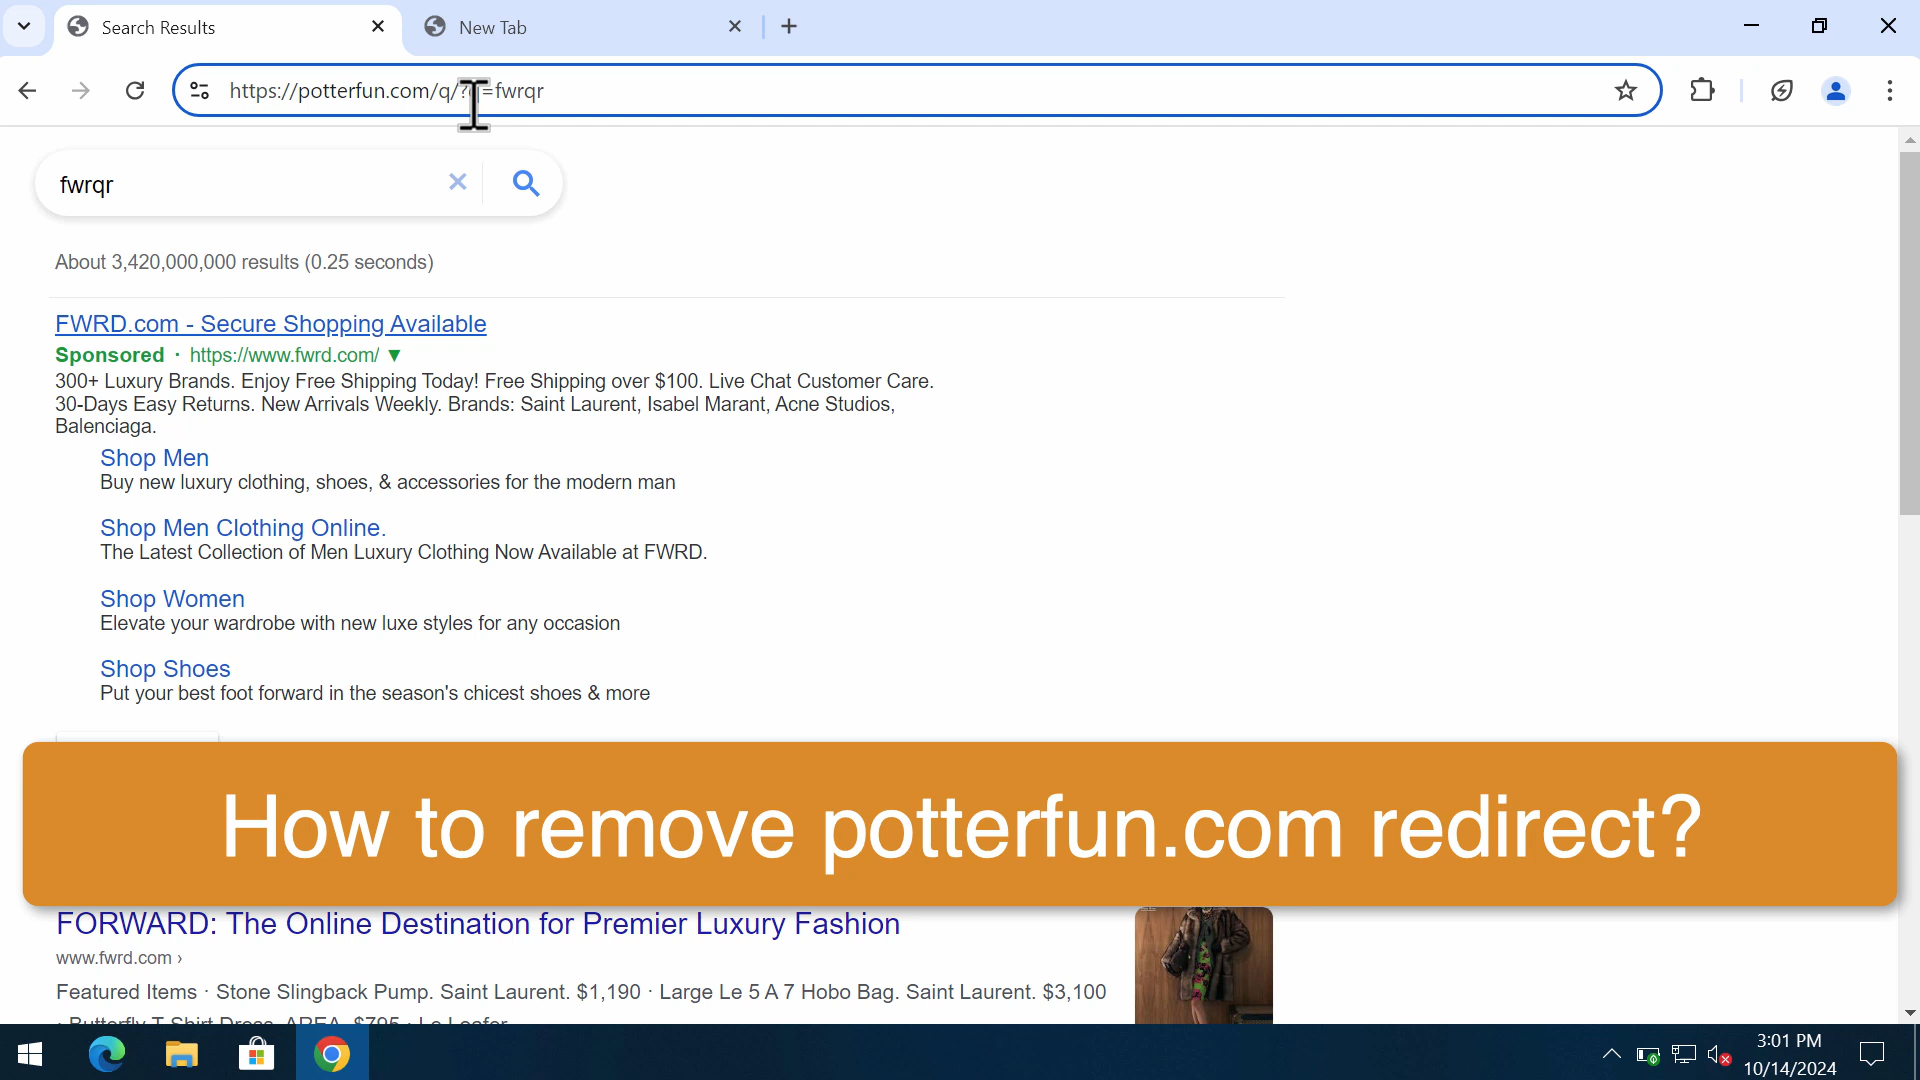 Search Results
New Tab
https://potterfun.com/q/?q=fwrqr
fwrqr
About 3,420,000,000 results (0.25 seconds)
FWRD.com - Secure Shopping Available
Sponsored · https://www.fwrd.com/ ▼
300+ Luxury Brands. Enjoy Free Shipping Today! Free Shipping over $100. Live Chat Customer Care.
30-Days Easy Returns. New Arrivals Weekly. Brands: Saint Laurent, Isabel Marant, Acne Studios,
Balenciaga.
Shop Men
Buy new luxury clothing, shoes, & accessories for the modern man
Shop Men Clothing Online.
The Latest Collection of Men Luxury Clothing Now Available at FWRD.
Shop Women
Elevate your wardrobe with new luxe styles for any occasion
Shop Shoes
Put your best foot forward in the season's chicest shoes & more
How to remove potterfun.com redirect?
FORWARD: The Online Destination for Premier Luxury Fashion
www.fwrd.com ›
Featured Items · Stone Slingback Pump. Saint Laurent. $1,190 · Large Le 5 A 7 Hobo Bag. Saint Laurent. $3,100
· Butterfly T Shirt Dress. AREA. $795 · Le Loafer
3:01 PM
10/14/2024